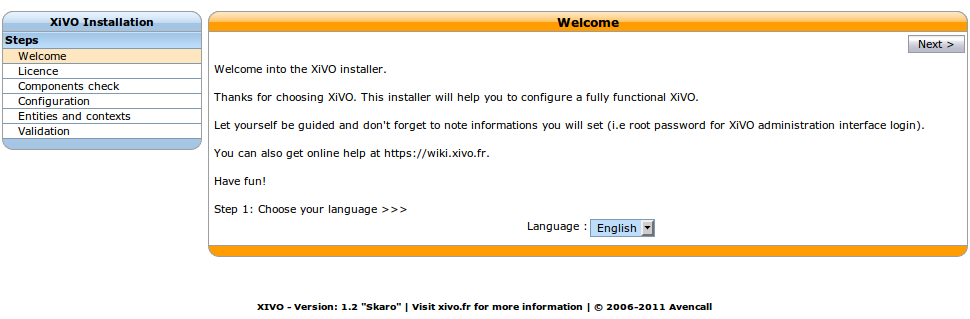 XiVO Installation
Steps
Welcome
Licence
Components check
Configuration
Entities and contexts
Validation
Welcome
Next >
Welcome into the XiVO installer.
Thanks for choosing XiVO. This installer will help you to configure a fully functional XiVO.
Let yourself be guided and don't forget to note informations you will set (i.e root password for XiVO administration interface login).
You can also get online help at https://wiki.xivo.fr.
Have fun!
Step 1: Choose your language >>>
Language : English
XIVO - Version: 1.2 "Skaro" | Visit xivo.fr for more information | © 2006-2011 Avencall